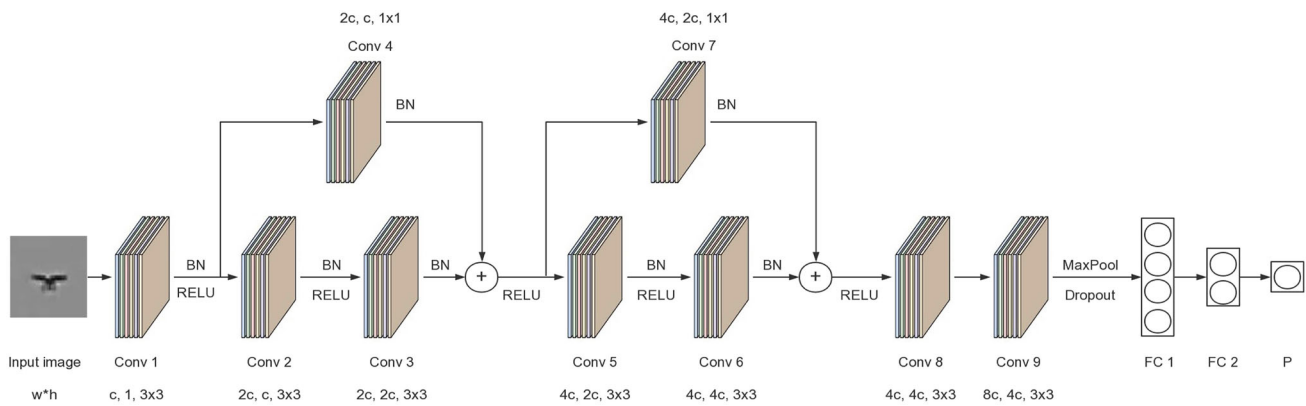 2c, c, 1x1
4c, 2c, 1x1
Conv 4
Conv 7
BN
BN
BN
BN
BN
BN
BN
MaxPool
+
+
RELU
RELU
RELU
RELU
RELU
Dropout
Input image
Conv 1
Conv 2
Conv 3
Conv 5
Conv 6
Conv 8
Conv 9
FC 1
FC 2
P
w*h
c, 1, 3x3
2c, c, 3x3
2c, 2c, 3x3
4c, 2c, 3x3
4c, 4c, 3x3
4c, 4c, 3x3
8c, 4c, 3x3